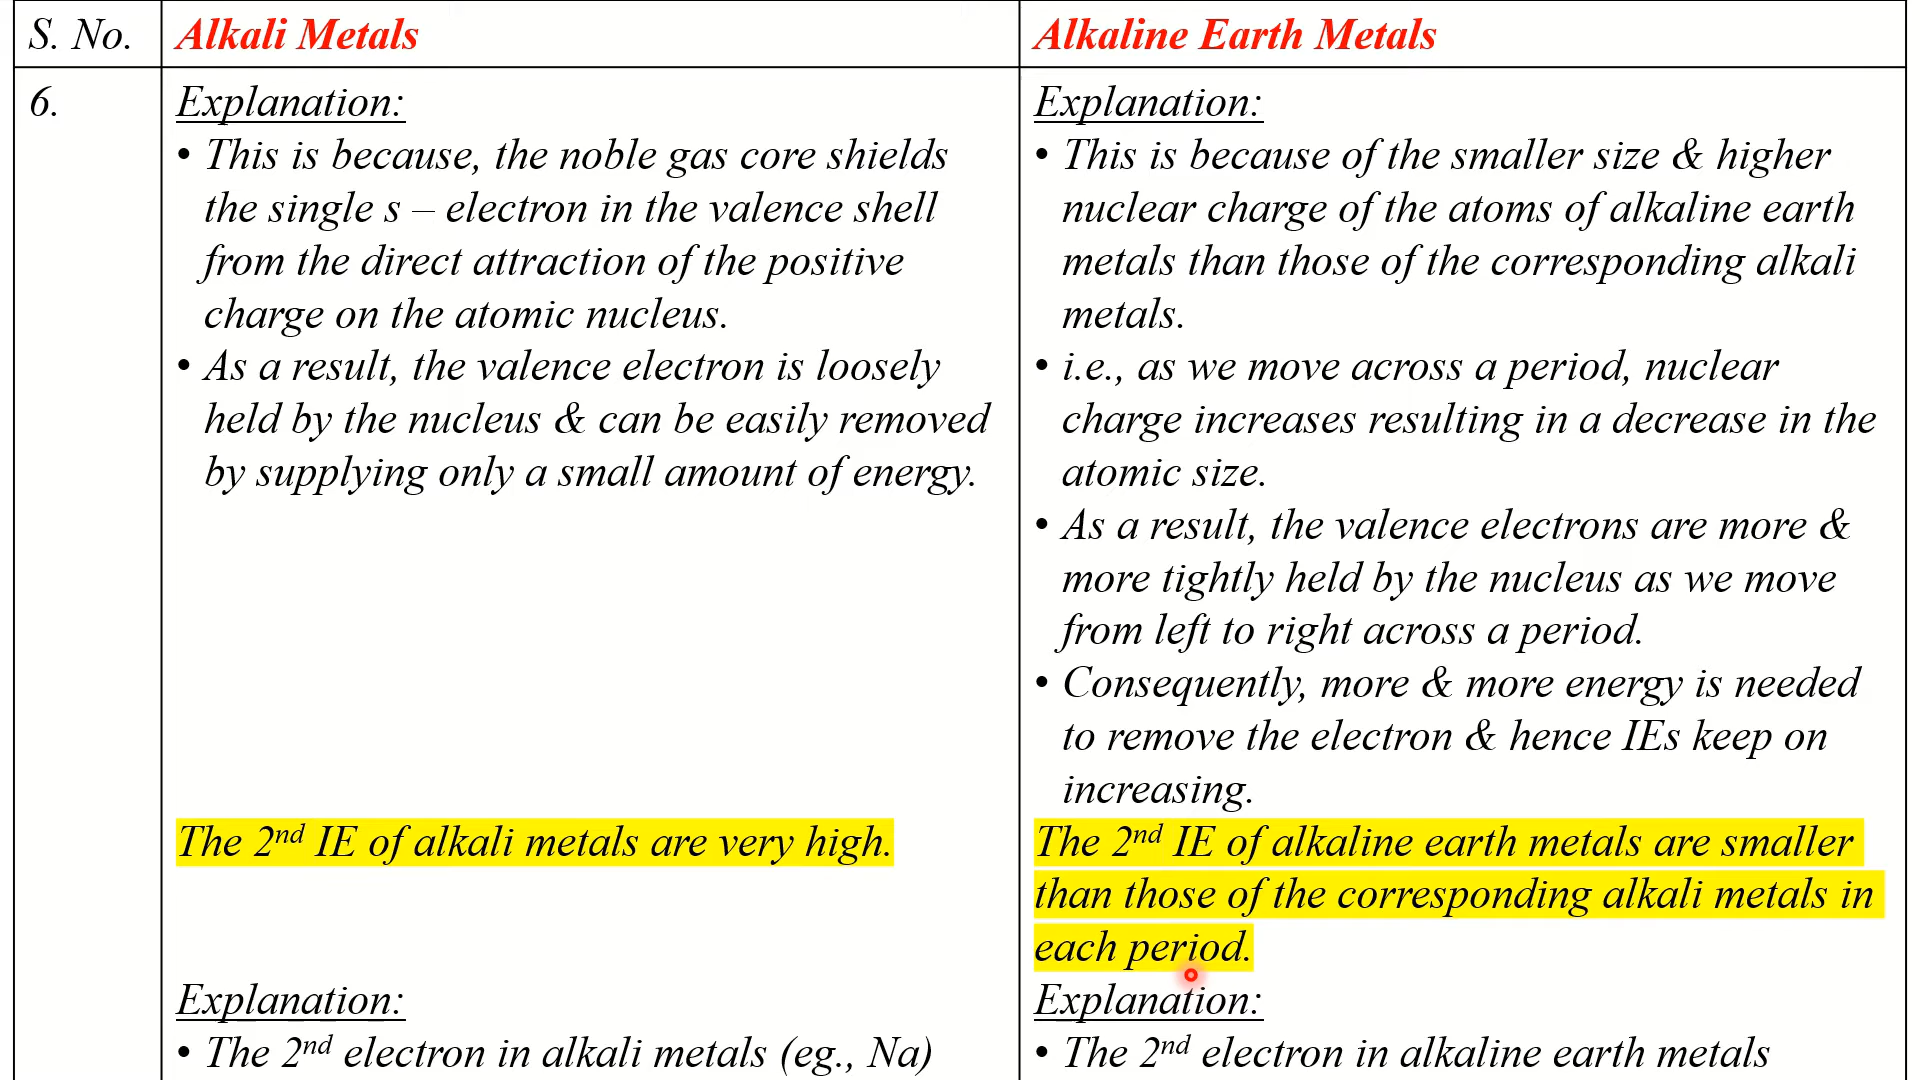 S. No.
Alkali Metals
Alkaline Earth Metals
6.
Explanation:
• This is because, the noble gas core shields
the single s – electron in the valence shell
from the direct attraction of the positive
charge on the atomic nucleus.
• As a result, the valence electron is loosely
held by the nucleus & can be easily removed
by supplying only a small amount of energy.
The 2nd IE of alkali metals are very high.
Explanation:
• The 2nd electron in alkali metals (eg., Na)
Explanation:
• This is because of the smaller size & higher
nuclear charge of the atoms of alkaline earth
metals than those of the corresponding alkali
metals.
• i.e., as we move across a period, nuclear
charge increases resulting in a decrease in the
atomic size.
• As a result, the valence electrons are more &
more tightly held by the nucleus as we move
from left to right across a period.
• Consequently, more & more energy is needed
to remove the electron & hence IEs keep on
increasing.
The 2nd IE of alkaline earth metals are smaller
than those of the corresponding alkali metals in
each period.
Explanation:
• The 2nd electron in alkaline earth metals